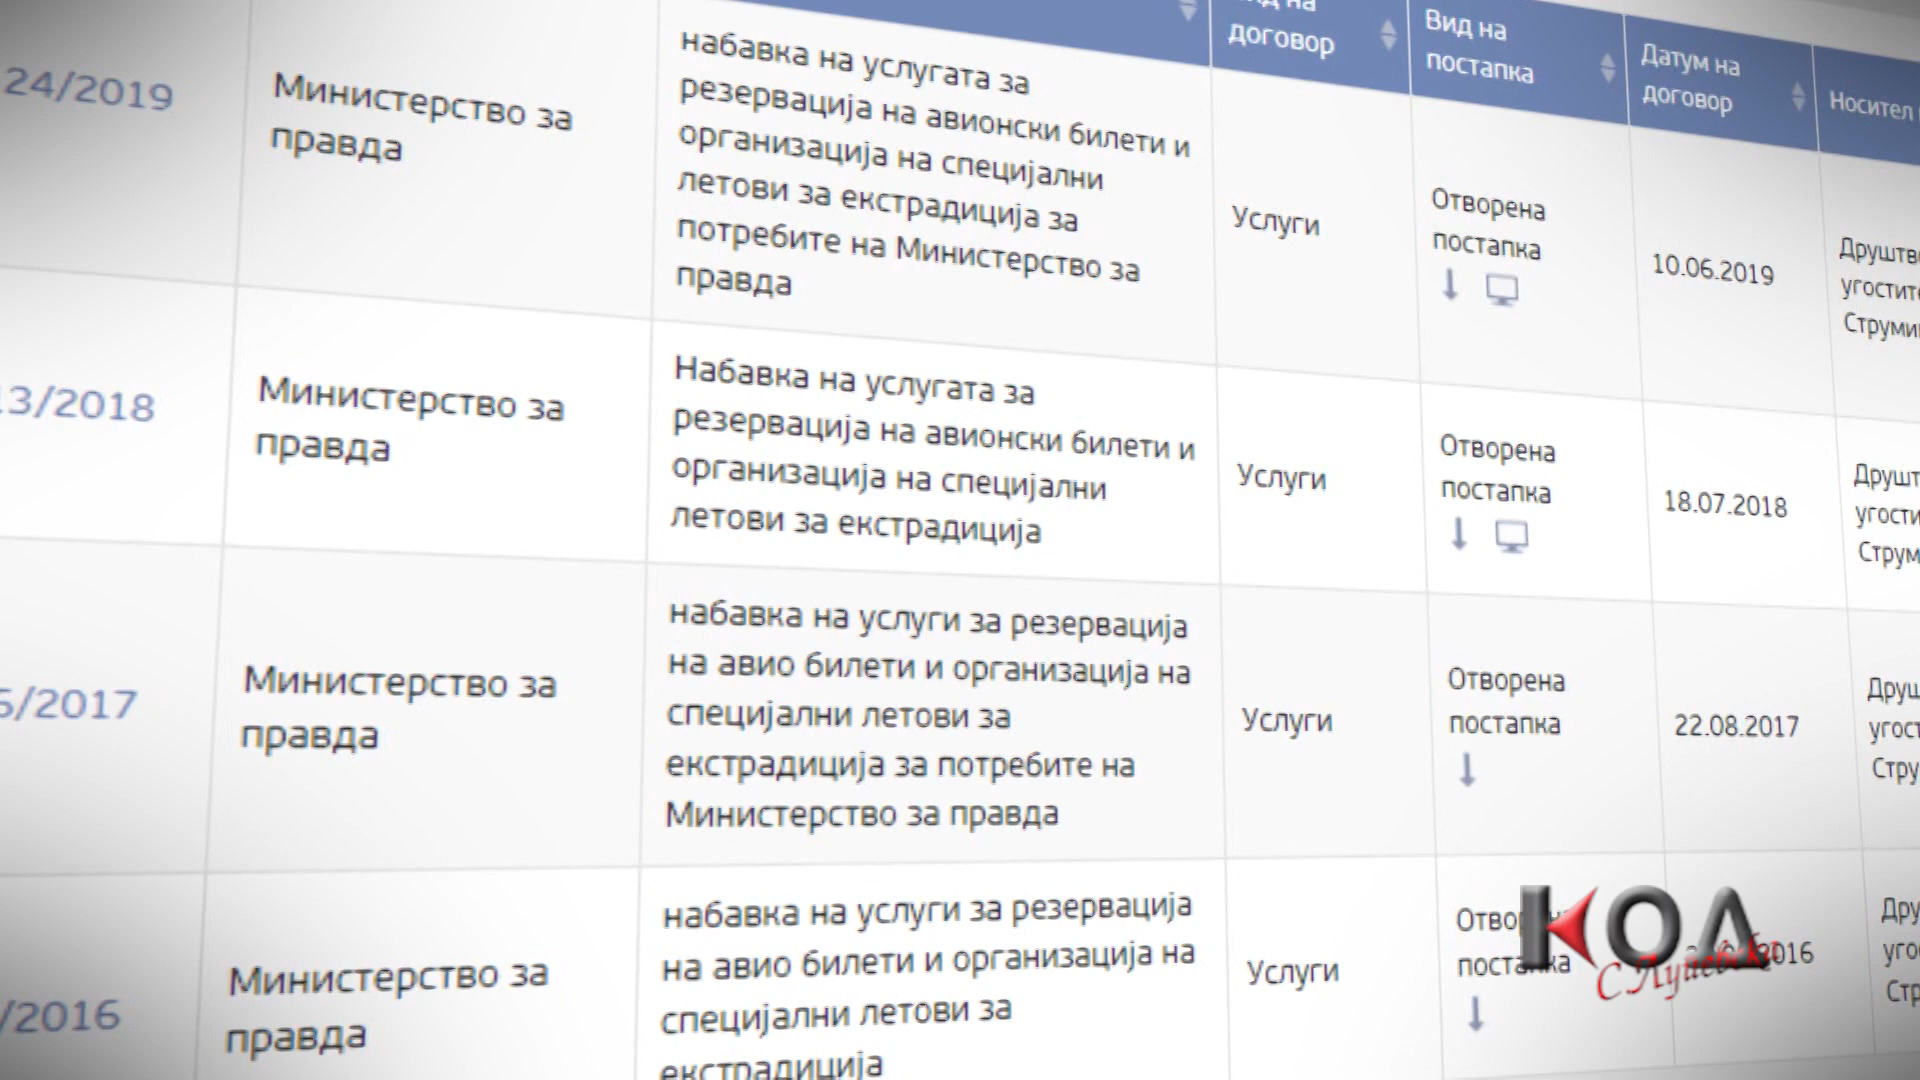 договор
Вид на
постапка
Датум на
договор
Носител
24/2019
Министерство за
правда
набавка на услугата за
резервација на авионски билети и
организација на специјални
летови за екстрадиција за
потребите на Министерство за
правда
Услуги
Отворена
постапка
10.06.2019
13/2018
Министерство за
правда
Набавка на услугата за
резервација на авионски билети и
организација на специјални
летови за екстрадиција
Услуги
Отворена
постапка
18.07.2018
/2017
Министерство за
правда
набавка на услуги за резервација
на авио билети и организација на
специјални летови за
екстрадиција за потребите на
Министерство за правда
Услуги
Отворена
постапка
22.08.2017
/2016
Министерство за
правда
набавка на услуги за резервација
на авио билети и организација на
специјални летови за
екстрадиција
Услуги
постапка
КОД